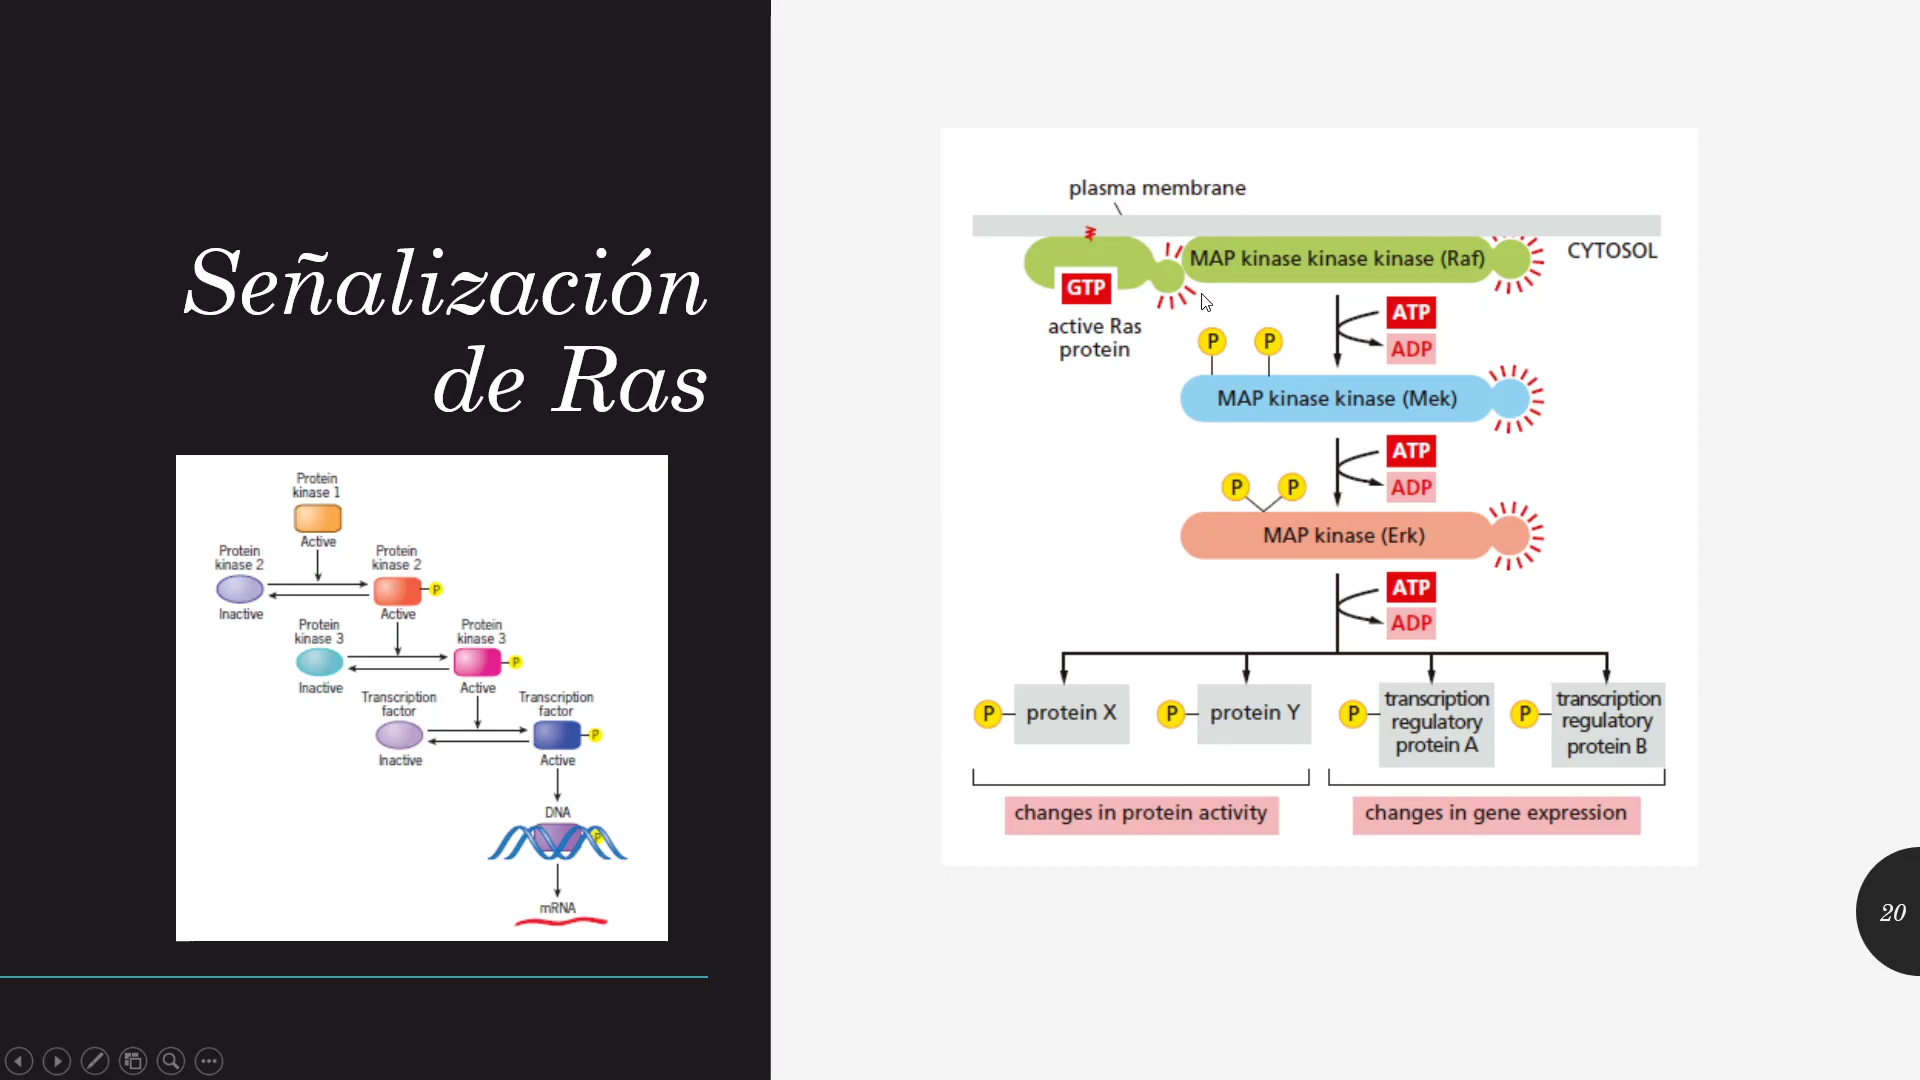 Señalización
de Ras
Protein
kinase 1
Active
Protein
kinase 2
Inactive
Protein
kinase 2
P
Active
Protein
kinase 3
Inactive
Protein
kinase 3
P
Active
Transcription
factor
Inactive
Transcription
factor
P
Active
DNA
P
mRNA
plasma membrane
CYTOSOL
MAP kinase kinase kinase (Raf)
GTP
active Ras
protein
ATP
ADP
P P
MAP kinase kinase (Mek)
ATP
ADP
P P
MAP kinase (Erk)
ATP
ADP
P protein X
P protein Y
P
transcription
regulatory
protein A
P
transcription
regulatory
protein B
changes in protein activity
changes in gene expression
20